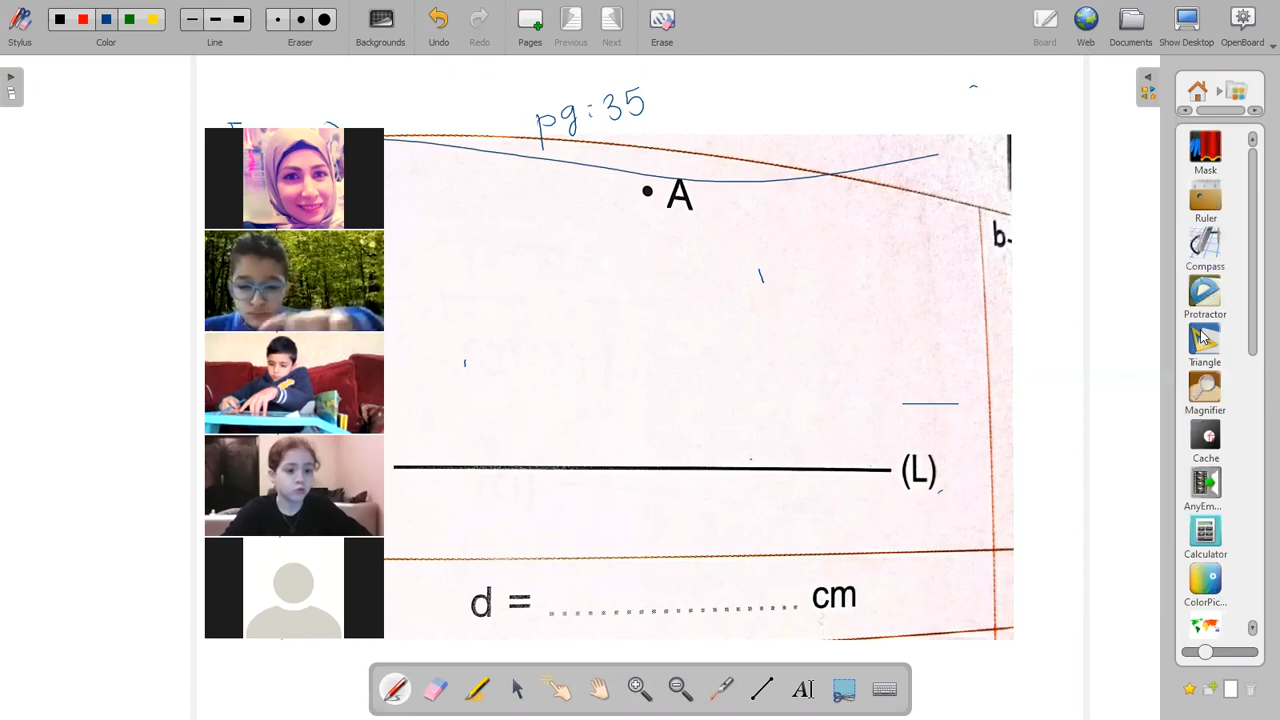 Stylus
Color
Line
Eraser
Backgrounds
Undo
Redo
Pages
Previous
Next
Erase
Board
Web
Documents
Show Desktop
OpenBoard
pg: 35
A
b-
(L)
d = .............................. cm
Mask
Ruler
Compass
Protractor
Triangle
Magnifier
Cache
AnyEm...
Calculator
ColorPic...
AI